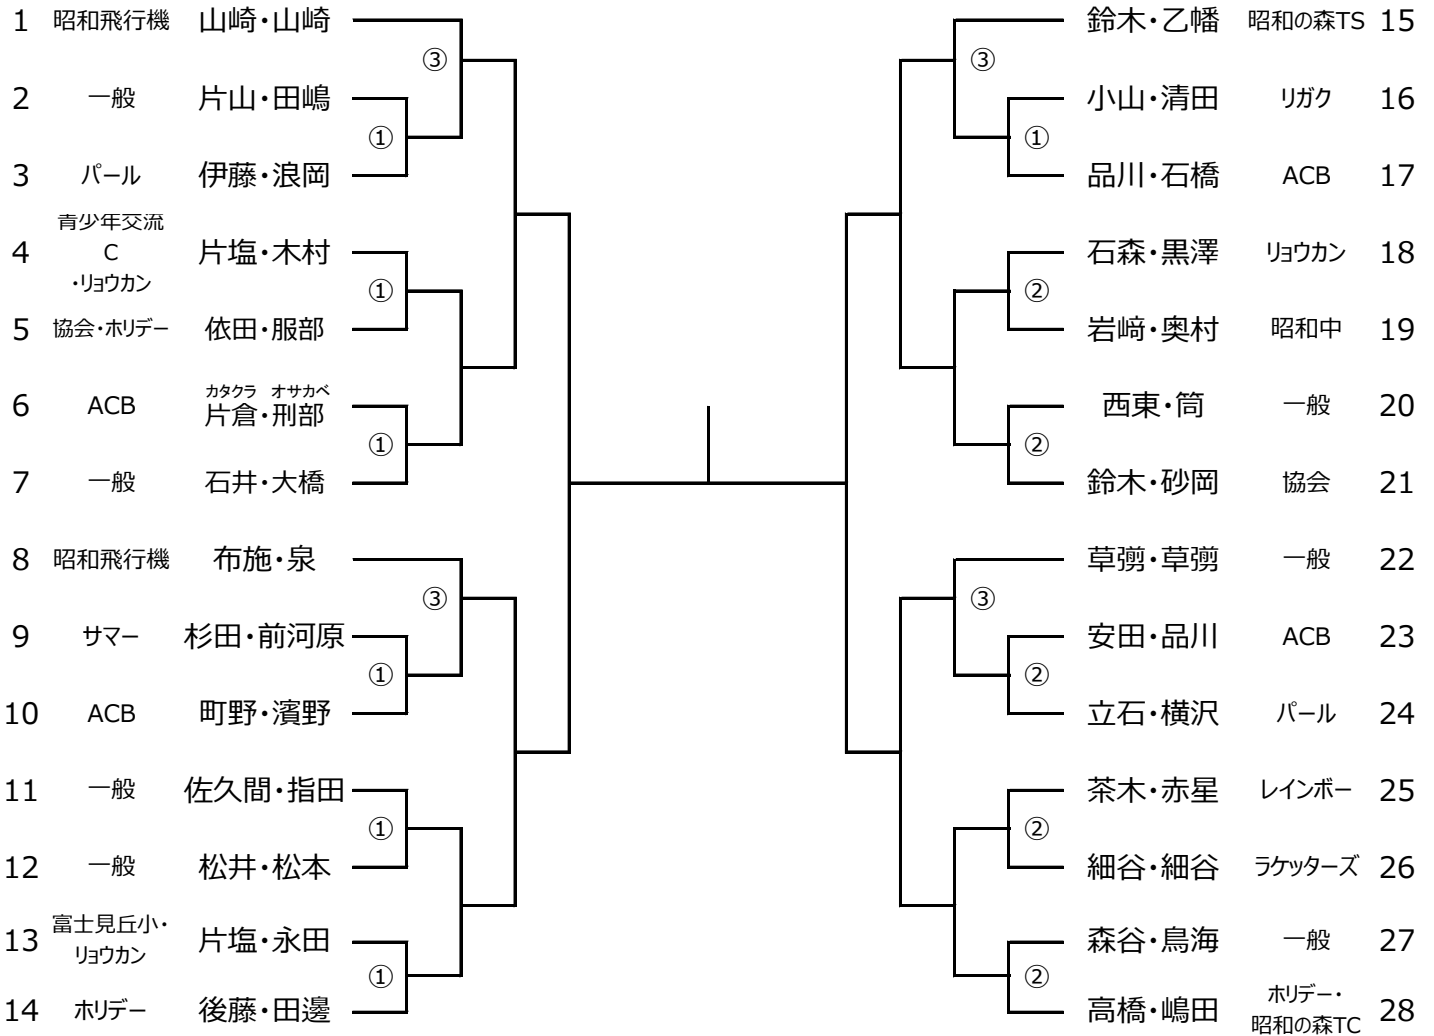 1 昭和飛行機 山崎・山崎
③
2 一般 片山・田嶋
①
3 パール 伊藤・浪岡
青少年交流
4 C 片塩・木村
・リョウカン
①
5 協会・ホリデー 依田・服部
カタクラ オサカベ
6 ACB 片倉・刑部
①
7 一般 石井・大橋
8 昭和飛行機 布施・泉
③
9 サマー 杉田・前河原
①
10 ACB 町野・濱野
11 一般 佐久間・指田
①
12 一般 松井・松本
富士見丘小・
13 片塩・永田
リョウカン
①
14 ホリデー 後藤・田邊
鈴木・乙幡 昭和の森TS 15
③
小山・清田 リガク 16
①
品川・石橋 ACB 17
石森・黒澤 リョウカン 18
②
岩﨑・奥村 昭和中 19
西東・筒 一般 20
②
鈴木・砂岡 協会 21
草彅・草彅 一般 22
③
安田・品川 ACB 23
②
立石・横沢 パール 24
茶木・赤星 レインボー 25
②
細谷・細谷 ラケッターズ 26
森谷・鳥海 一般 27
②
ホリデー・
高橋・嶋田 28
昭和の森TC